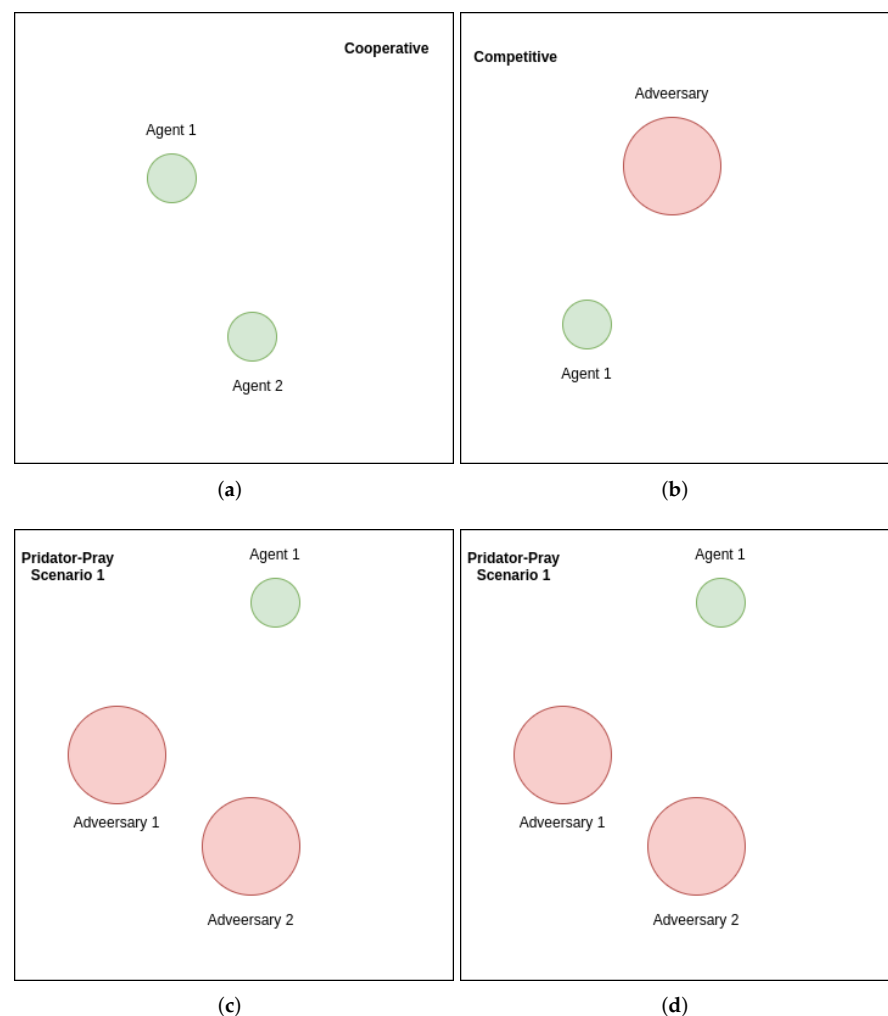 Cooperative
Agent 1
Agent 2
(a)
Competitive
Adveersary
Agent 1
(b)
Pridator-Pray
Scenario 1
Agent 1
Adveersary 1
Adveersary 2
(c)
Pridator-Pray
Scenario 1
Agent 1
Adveersary 1
Adveersary 2
(d)